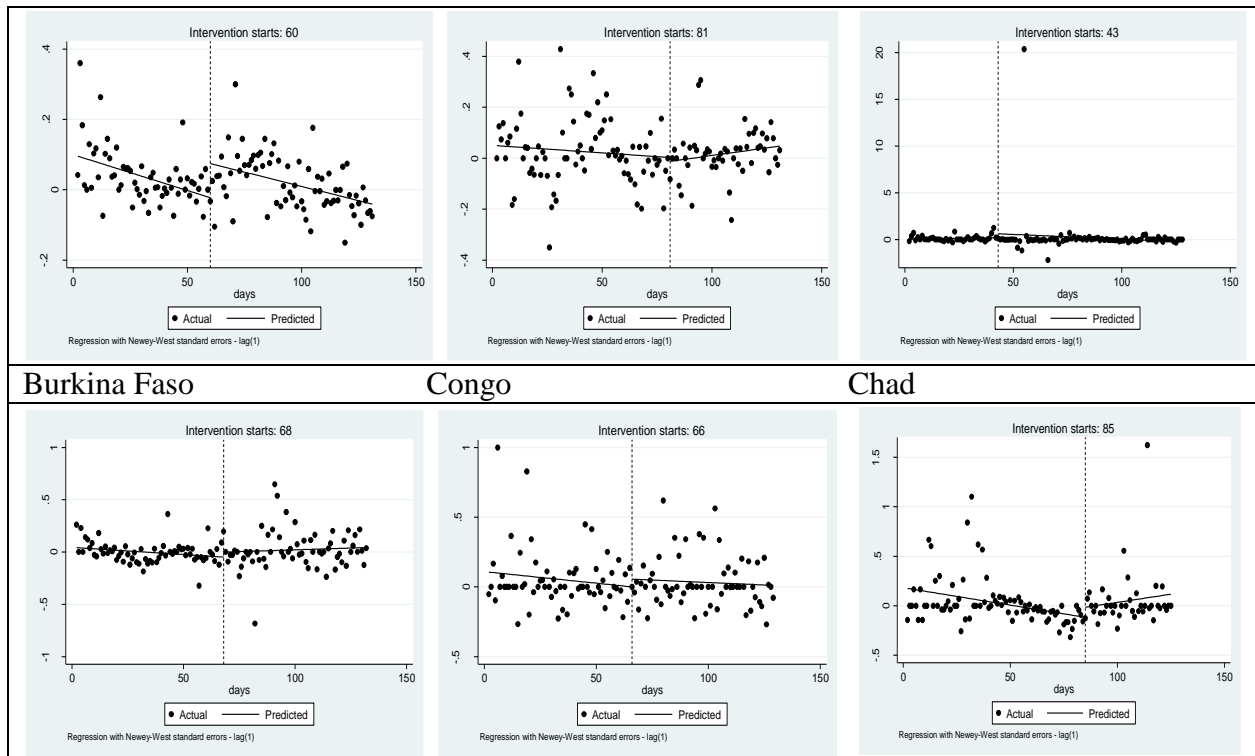 Intervention starts: 60
.4
.2
0
-.2
0 50 100 150
days
Actual Predicted
Regression with Newey-West standard errors - lag(1)
Intervention starts: 81
.4
.2
0
-.2
-.4
0 50 100 150
days
Actual Predicted
Regression with Newey-West standard errors - lag(1)
Intervention starts: 43
20
15
10
5
0
0 50 100 150
days
Actual Predicted
Regression with Newey-West standard errors - lag(1)
Burkina Faso Congo Chad
Intervention starts: 68
1
.5
0
-.5
-1
0 50 100 150
days
Actual Predicted
Regression with Newey-West standard errors - lag(1)
Intervention starts: 66
1
.5
0
-.5
0 50 100 150
days
Actual Predicted
Regression with Newey-West standard errors - lag(1)
Intervention starts: 85
1.5
1
.5
0
-.5
0 50 100 150
days
Actual Predicted
Regression with Newey-West standard errors - lag(1)